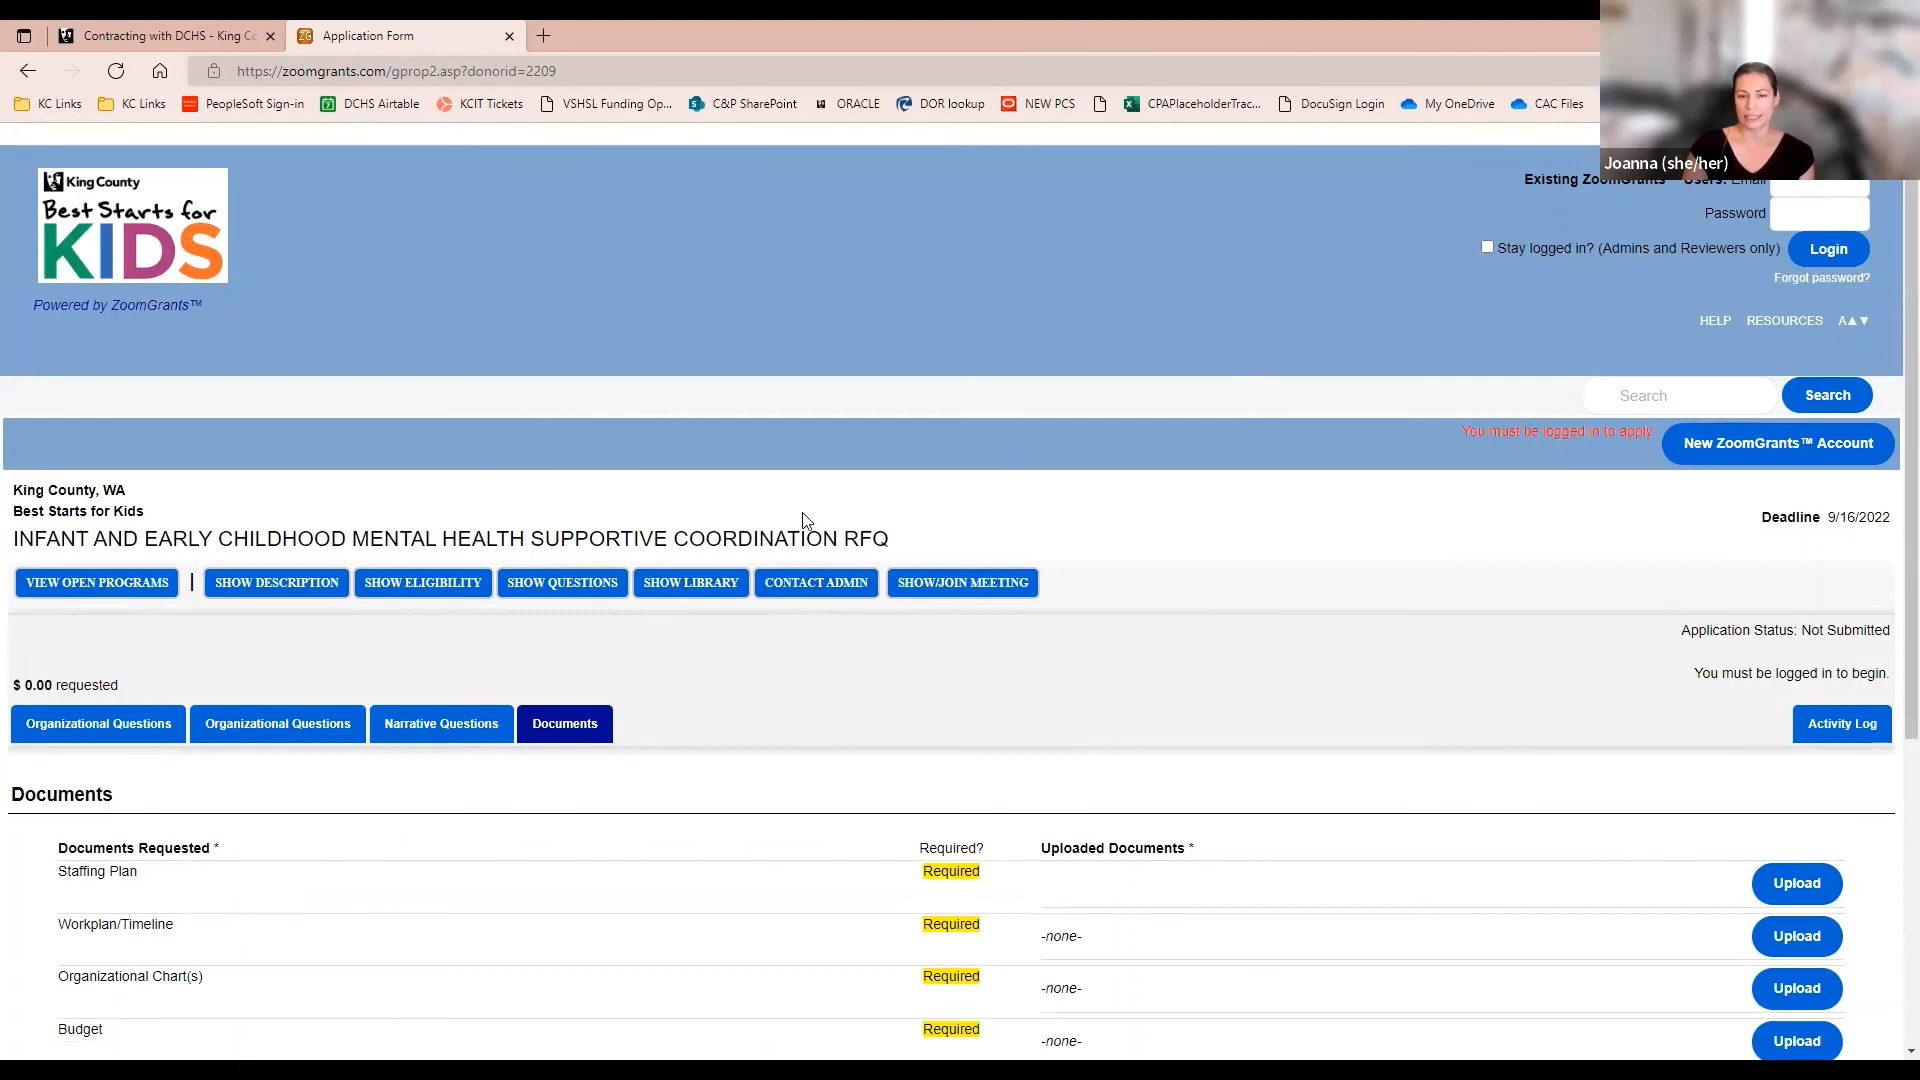 Contracting with DCHS - King Co
Application Form
https://zoomgrants.com/gprop2.asp?donorid=2209
KC Links
KC Links
PeopleSoft Sign-in
DCHS Airtable
KCIT Tickets
VSHSL Funding Op...
C&P SharePoint
ORACLE
DOR lookup
NEW PCS
CPAPlaceholderTrac...
DocuSign Login
My OneDrive
CAC Files
Joanna (she/her)
King County
Best Starts for
KIDS
Powered by ZoomGrants™
Existing ZoomGrants Users: Email
Password
Stay logged in? (Admins and Reviewers only)
Login
Forgot password?
HELP
RESOURCES
A▲▼
Search
Search
You must be logged in to apply.
New ZoomGrants™ Account
King County, WA
Best Starts for Kids
INFANT AND EARLY CHILDHOOD MENTAL HEALTH SUPPORTIVE COORDINATION RFQ
Deadline 9/16/2022
VIEW OPEN PROGRAMS
|
SHOW DESCRIPTION
SHOW ELIGIBILITY
SHOW QUESTIONS
SHOW LIBRARY
CONTACT ADMIN
SHOW/JOIN MEETING
Application Status: Not Submitted
You must be logged in to begin.
$ 0.00 requested
Organizational Questions
Organizational Questions
Narrative Questions
Documents
Activity Log
Documents
Documents Requested *
Required?
Uploaded Documents *
Staffing Plan
Required
Upload
Workplan/Timeline
Required
-none-
Upload
Organizational Chart(s)
Required
-none-
Upload
Budget
Required
-none-
Upload